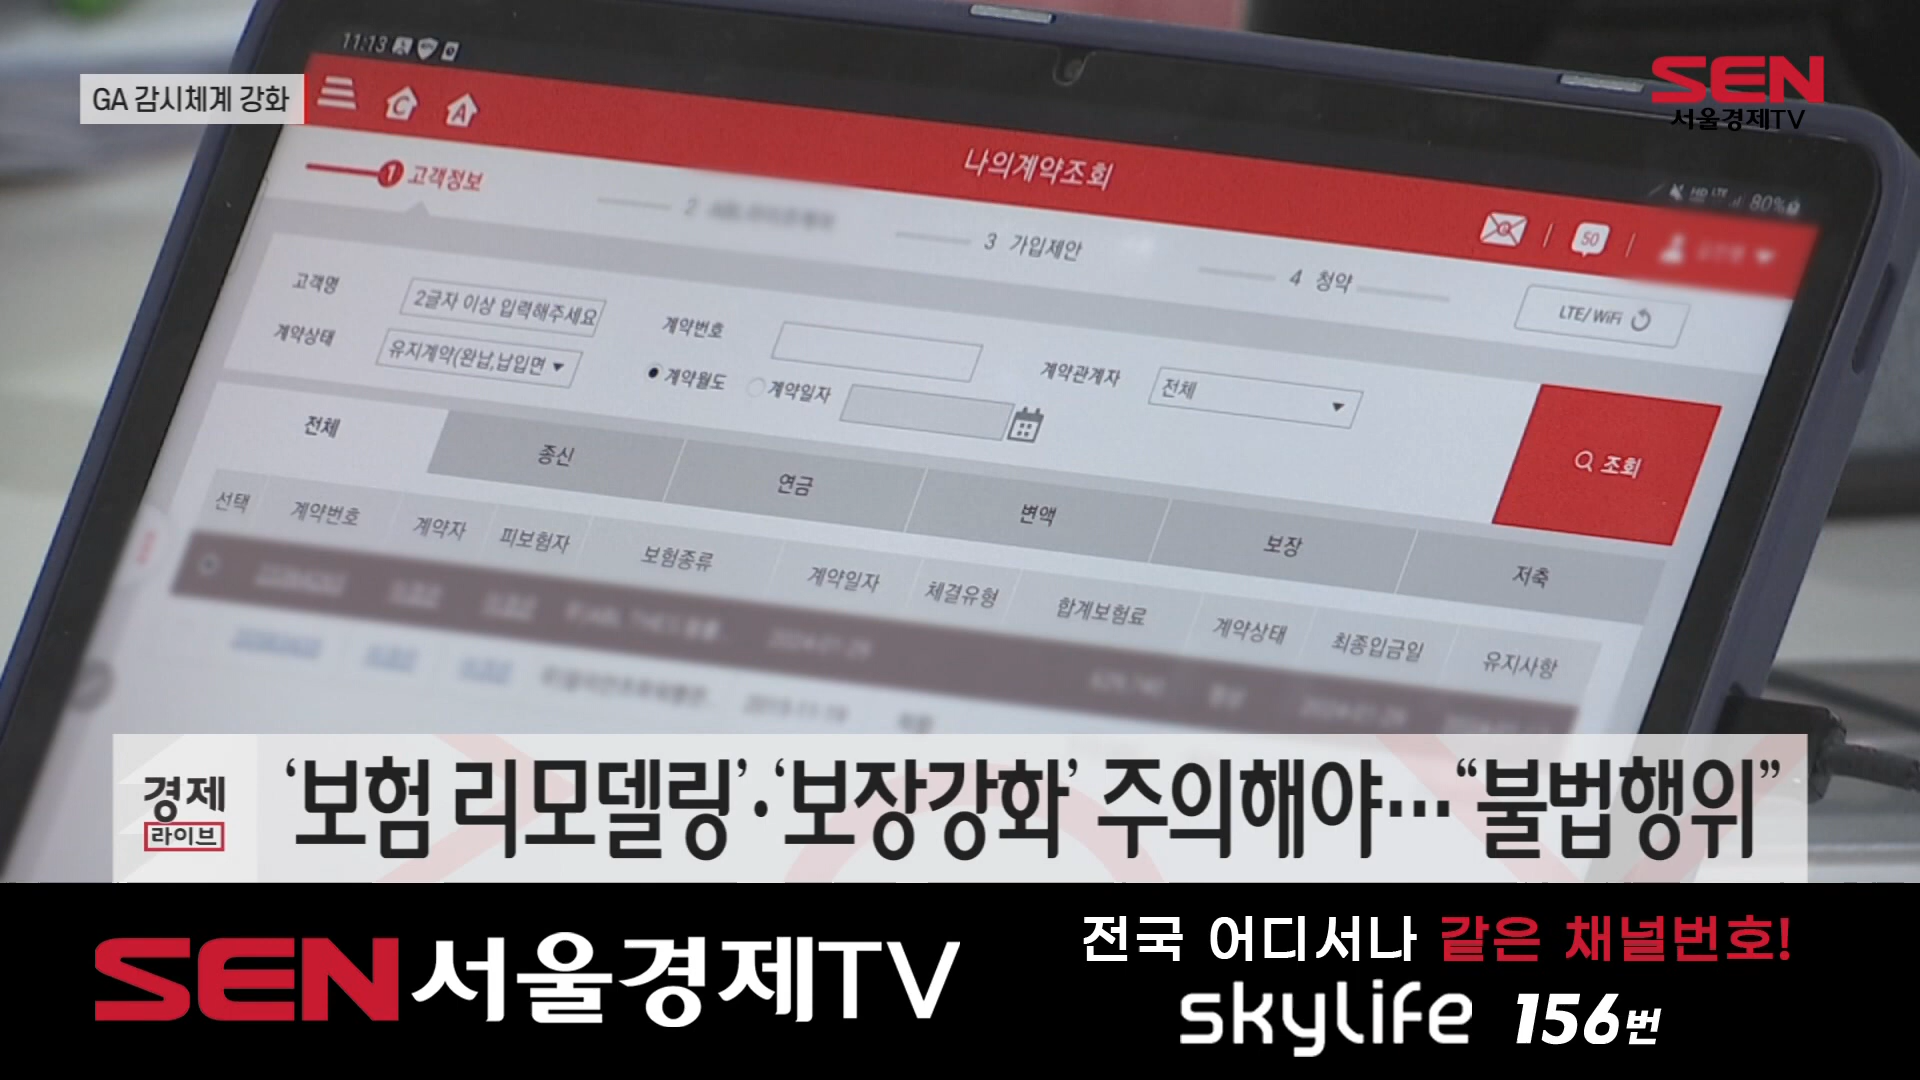 11:13
GA 감시체계 강화
SEN
서울경제TV
C A
나의계약조회
80%
1 고객정보
2
3 가입제안
4 청약
50
LTE/WiFi
고객명
2글자 이상 입력해주세요
계약번호
계약관계자
전체
계약상태
유지계약(완납,납입면
계약월도
계약일자
조회
전체
종신
연금
변액
보장
저축
선택
계약번호
계약자
피보험자
보험종류
계약일자
체결유형
합계보험료
계약상태
최종입금일
유지사항
경제
라이브
‘보험 리모델링’·‘보장강화’ 주의해야…“불법행위”
SEN 서울경제TV
전국 어디서나 같은 채널번호!
skylife 156번